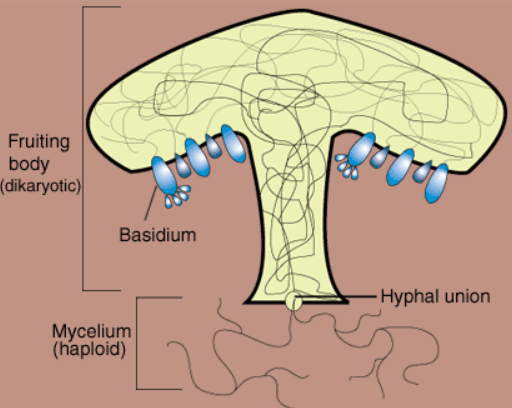 Fruiting
body
(dikaryotic)
Basidium
Hyphal union
Mycelium
(haploid)